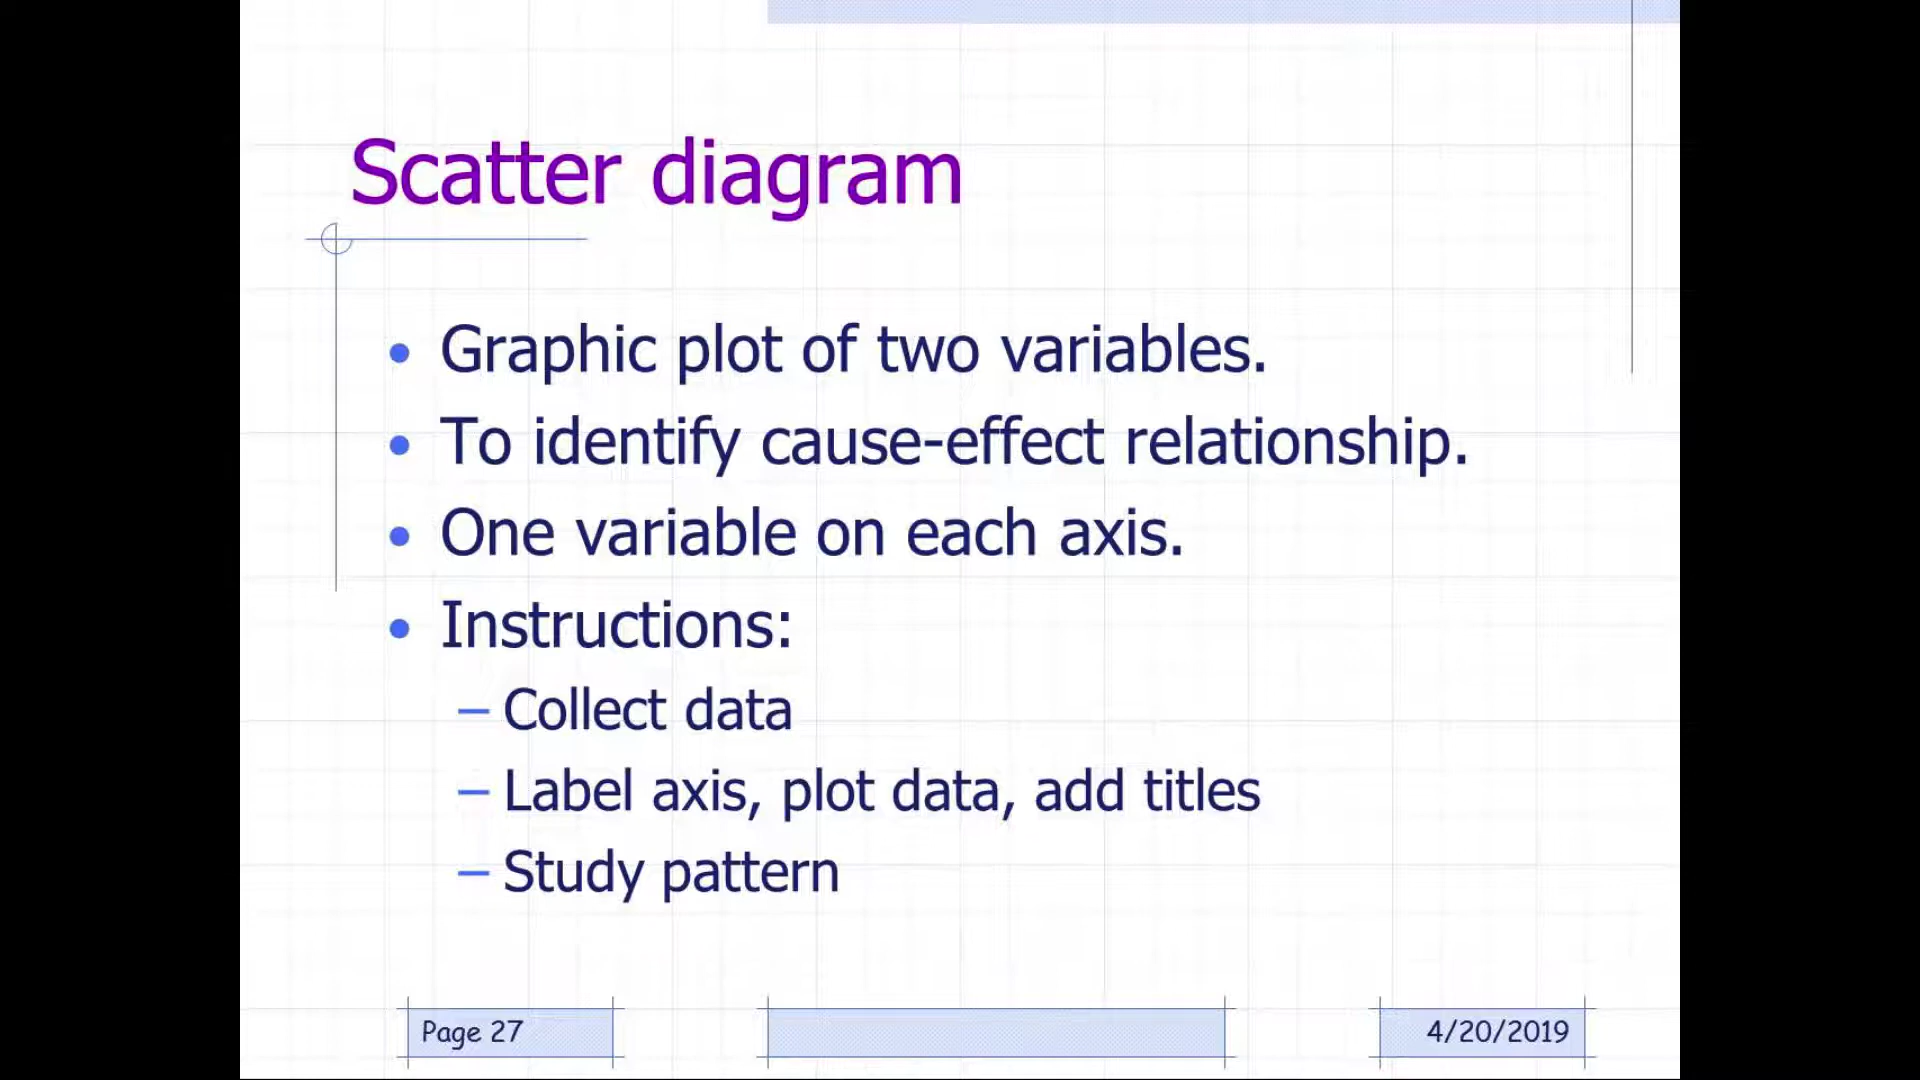 Scatter diagram
• Graphic plot of two variables.
• To identify cause-effect relationship.
• One variable on each axis.
• Instructions:
– Collect data
– Label axis, plot data, add titles
– Study pattern
Page 27
4/20/2019